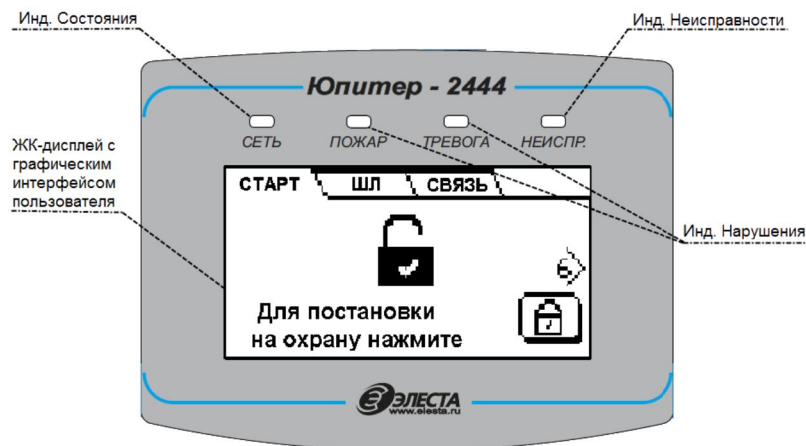 Инд. Состояния
Инд. Неисправности
Юпитер - 2444
СЕТЬ
ПОЖАР
ТРЕВОГА
НЕИСПР.
ЖК-дисплей с
графическим
интерфейсом
пользователя
СТАРТ
ШЛ
СВЯЗЬ
Инд. Нарушения
Для постановки
на охрану нажмите
ЭЛЕСТА
www.elesta.ru